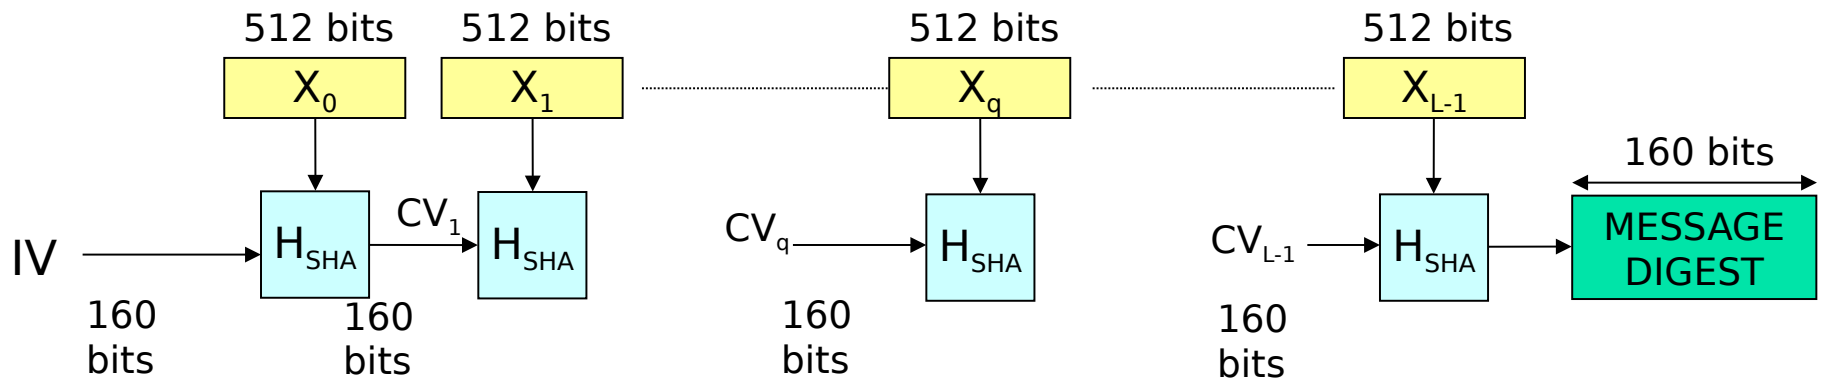 512 bits 512 bits 512 bits 512 bits
X0 X1 Xq XL-1
160 bits
CV1 CVq CVL-1
IV HSHA HSHA HSHA HSHA MESSAGE
DIGEST
160 160 160 160
bits bits bits bits